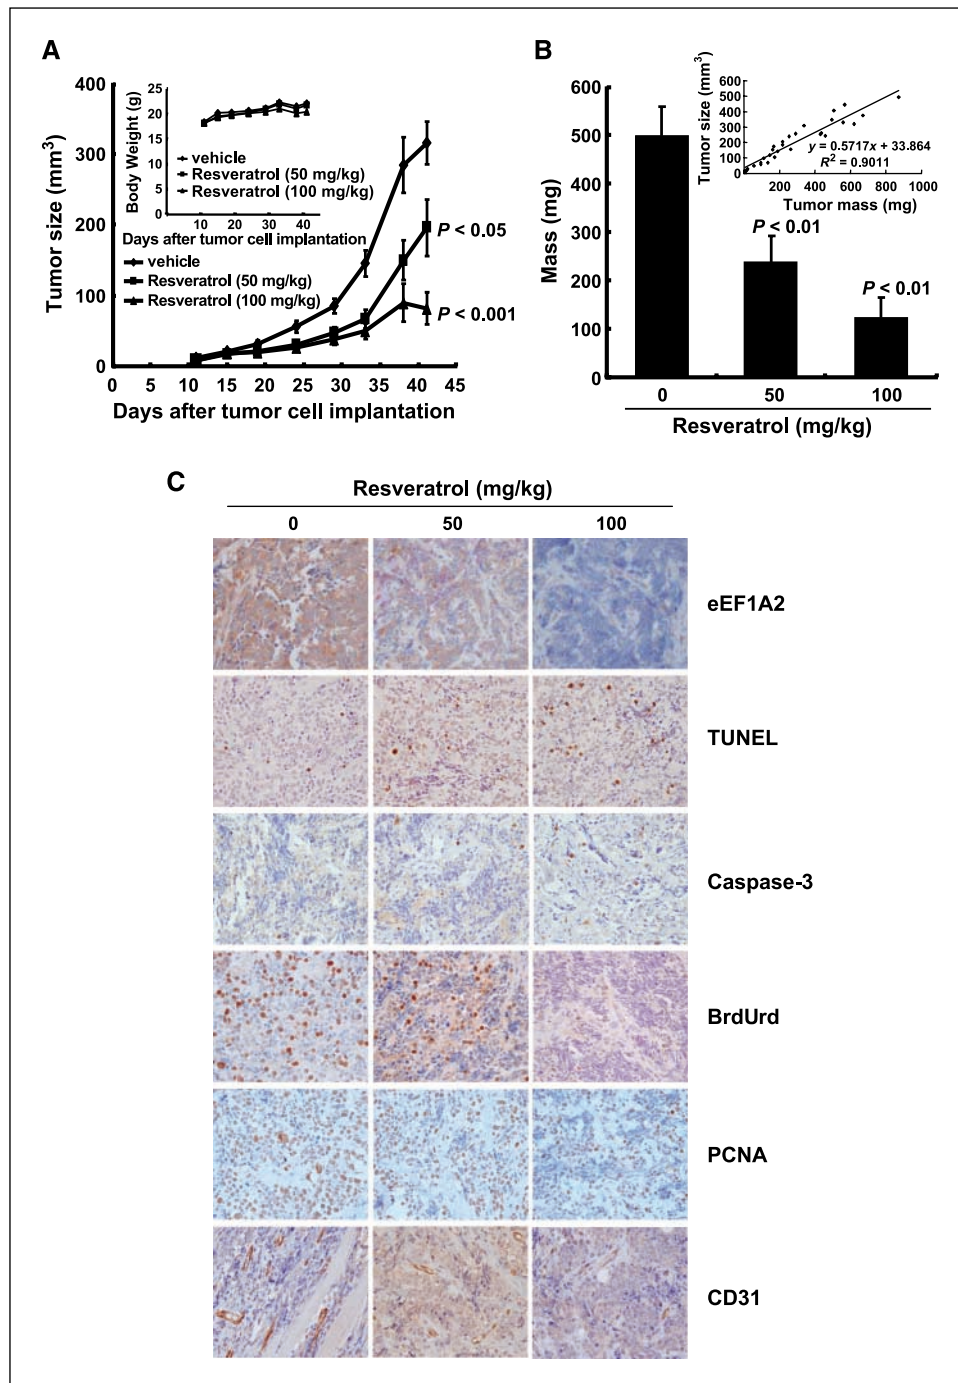 A
Tumor size (mm³)
400
300
200
100
0
0 5 10 15 20 25 30 35 40 45
Days after tumor cell implantation
Body Weight (g)
25
20
15
10
5
0
10 20 30 40
vehicle
Resveratrol (50 mg/kg)
Resveratrol (100 mg/kg)
Days after tumor cell implantation
vehicle
Resveratrol (50 mg/kg)
Resveratrol (100 mg/kg)
P < 0.05
P < 0.001
B
Mass (mg)
600
500
400
300
200
100
0
0 50 100
Resveratrol (mg/kg)
P < 0.01
P < 0.01
Tumor size (mm³)
600
500
400
300
200
100
0
0 200 400 600 800 1000
Tumor mass (mg)
y = 0.5717x + 33.864
R² = 0.9011
C
Resveratrol (mg/kg)
0 50 100
eEF1A2
TUNEL
Caspase-3
BrdUrd
PCNA
CD31